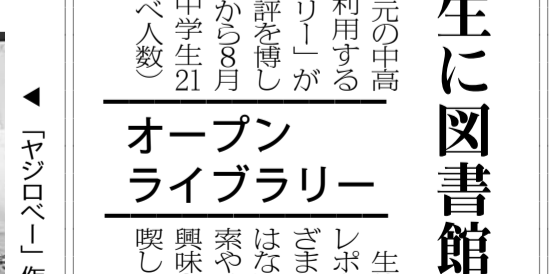 生に図書館
元の中高
利用する
リー」が
評を博し
から8月
中学生21
べ人数）
オープン
ライブラリー
生
レポ
ざま
はな
索や
興味
喫し
◀「ヤジロベー」作